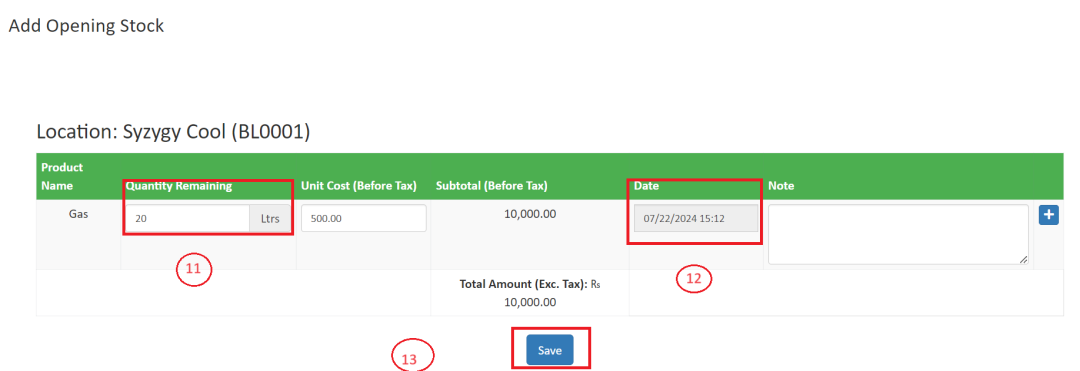 Add Opening Stock
Location: Syzygy Cool (BL0001)
Product
Name Quantity Remaining Unit Cost (Before Tax) Subtotal (Before Tax) Date Note
Gas 20 Ltrs 500.00 10,000.00 07/22/2024 15:12 +
11
12
Total Amount (Exc. Tax): Rs
10,000.00
Save
13